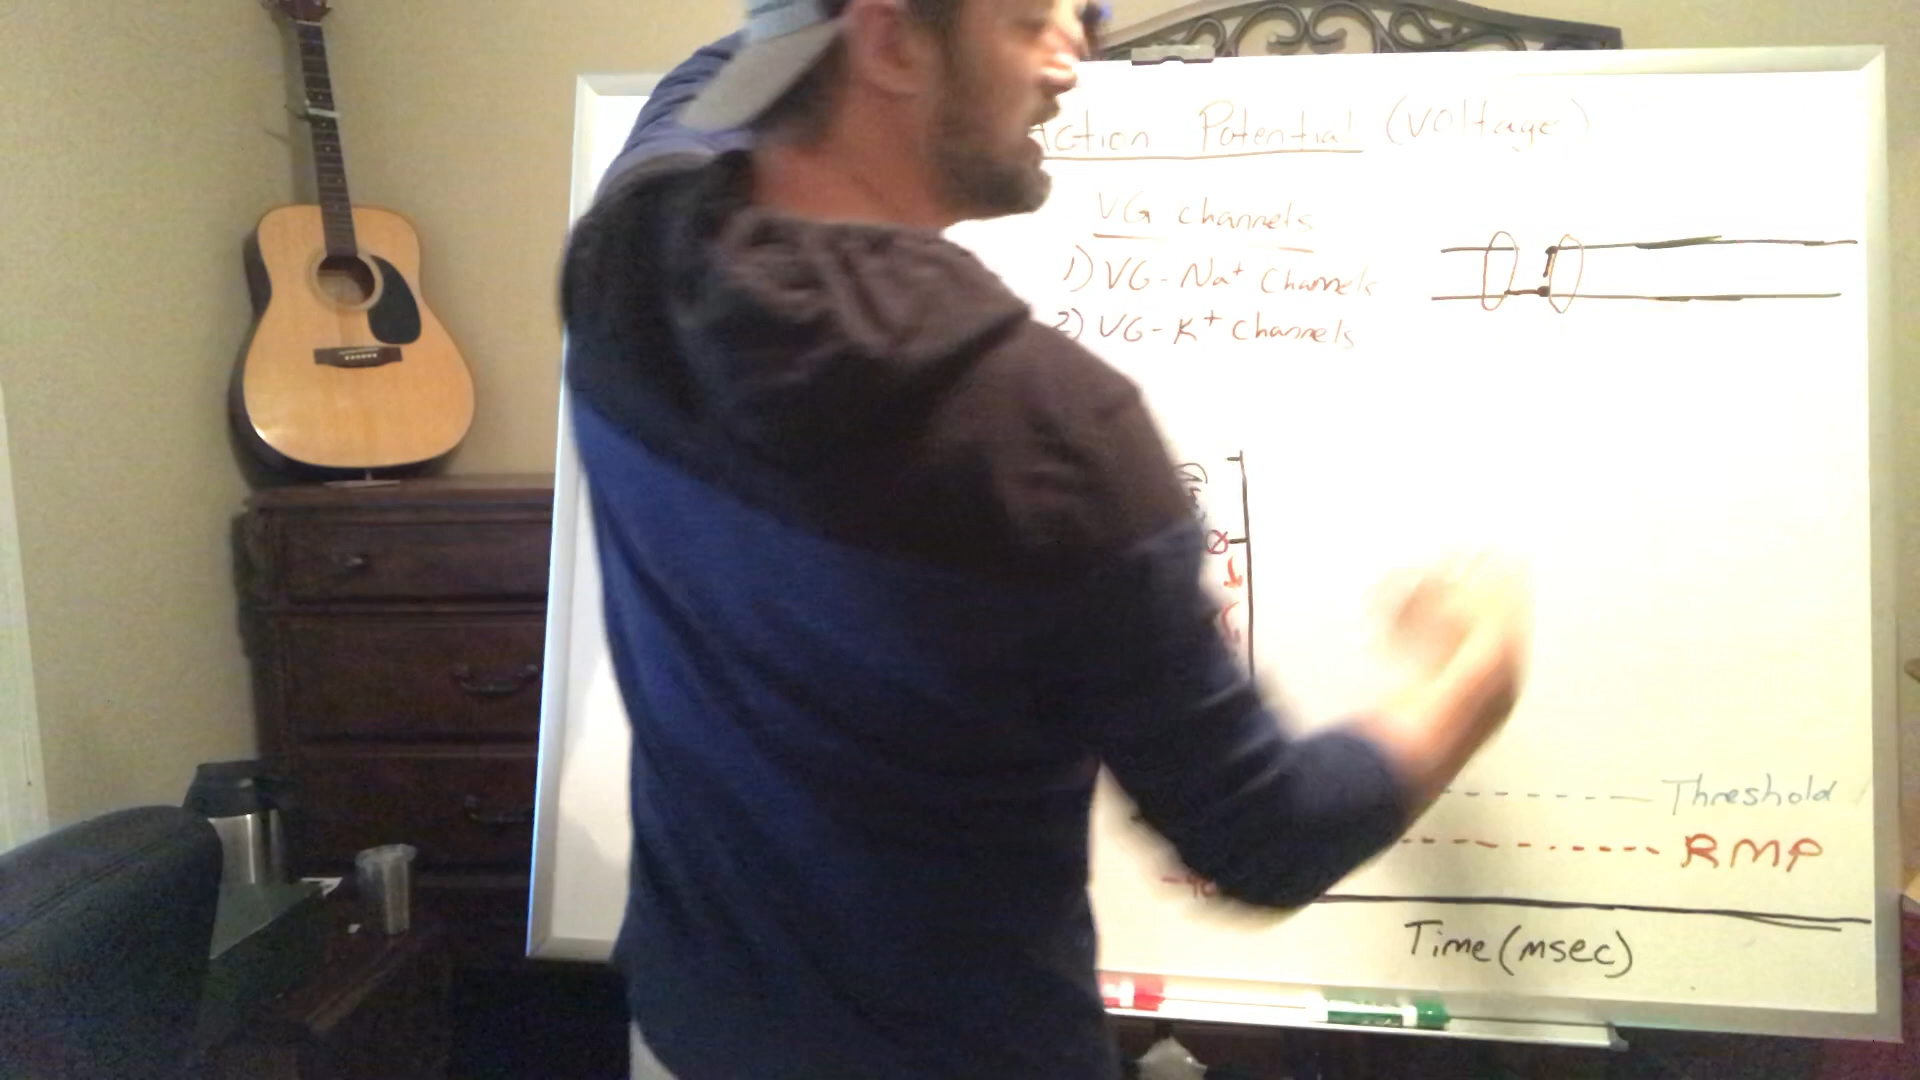 Action Potential (voltage)
VG channels
1) VG-Na+ Channels
2) VG-K+ channels
Threshold
RMP
Time (msec)